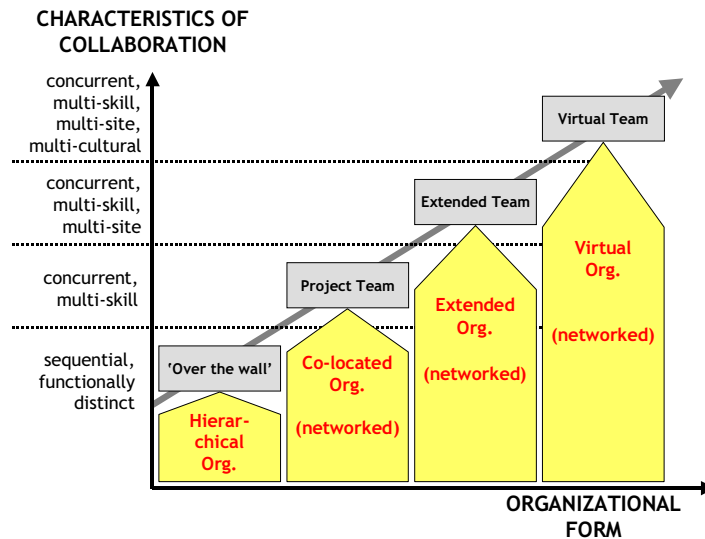 CHARACTERISTICS OF
COLLABORATION
concurrent,
multi-skill,
multi-site,
multi-cultural
concurrent,
multi-skill,
multi-site
concurrent,
multi-skill
sequential,
functionally
distinct
Virtual Team
Extended Team
Project Team
‘Over the wall’
Virtual
Org.
(networked)
Extended
Org.
(networked)
Co-located
Org.
(networked)
Hierar-
chical
Org.
ORGANIZATIONAL
FORM